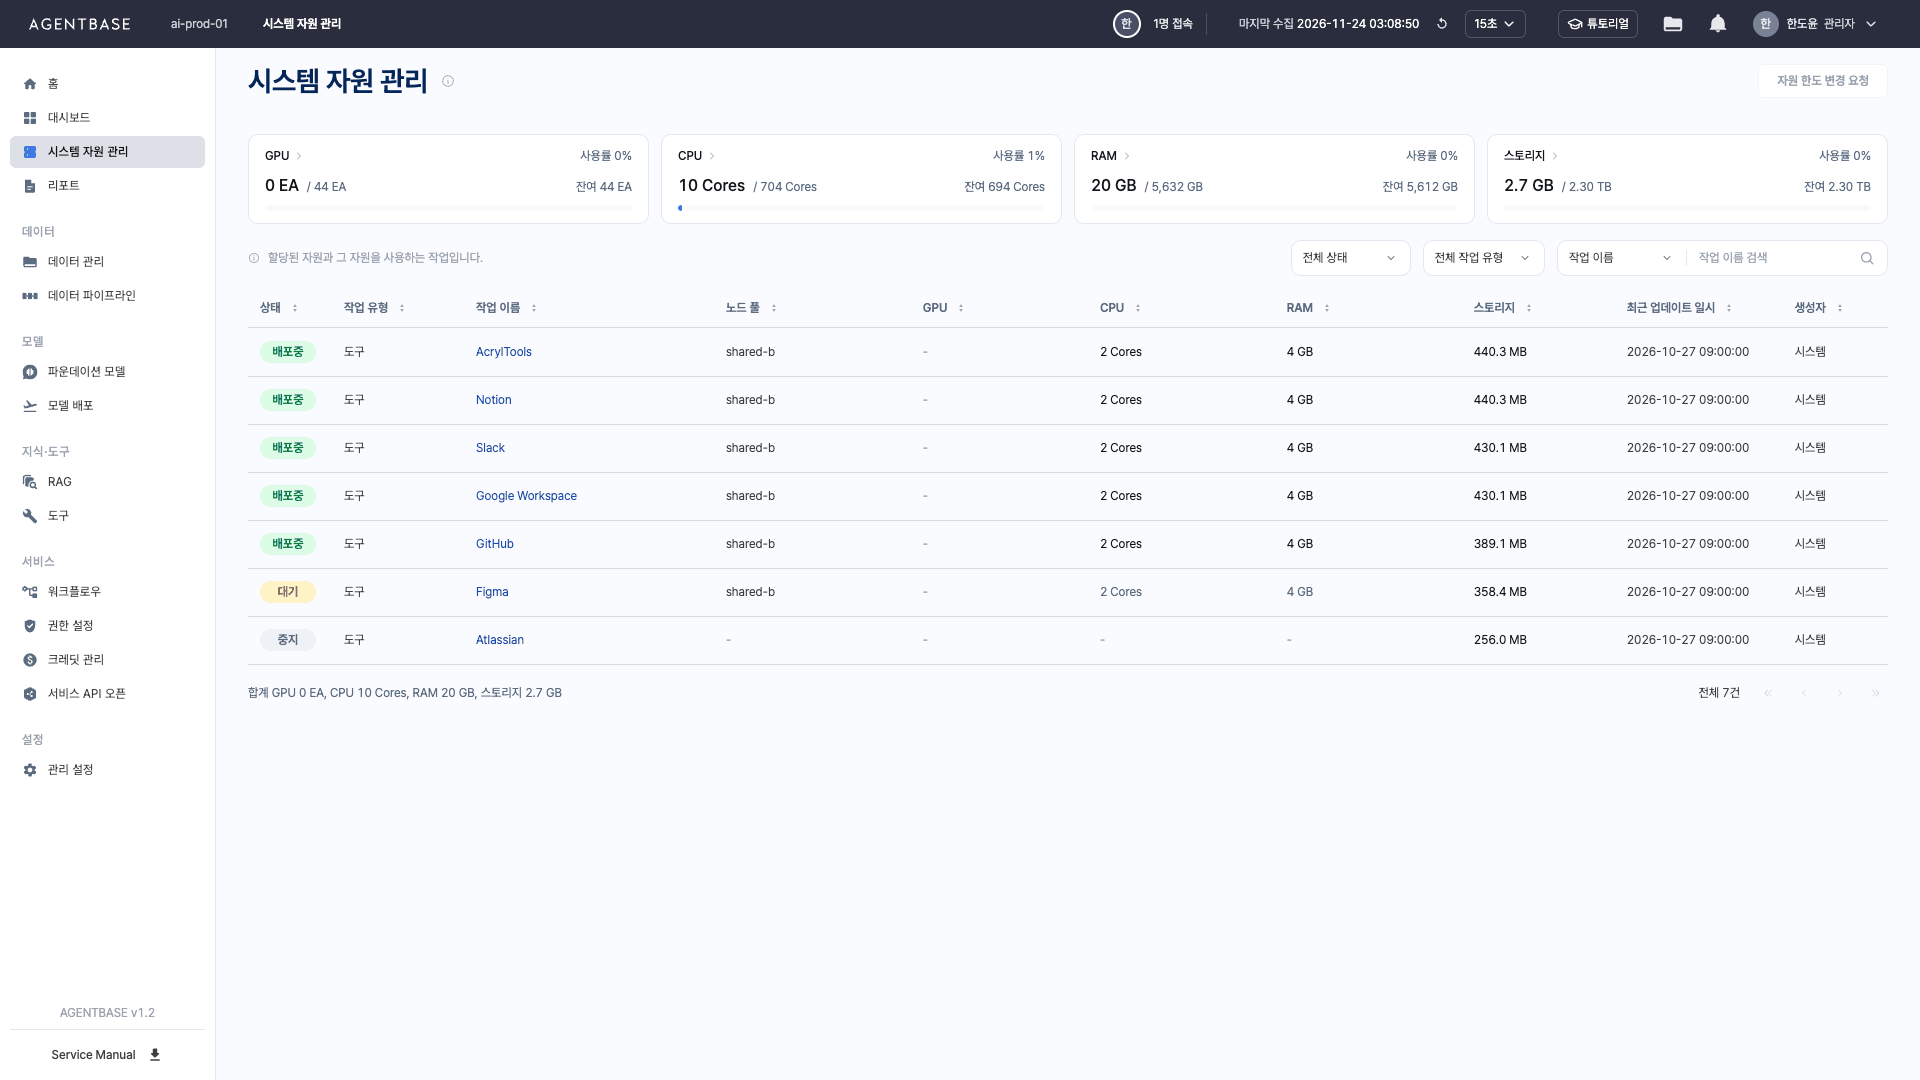 AGENTBASE ai-prod-01 시스템 자원 관리 한 1명 접속 마지막 수집 2026-11-24 03:08:50 15초 튜토리얼 한 한도윤 관리자
홈
대시보드
시스템 자원 관리
리포트
데이터
데이터 관리
데이터 파이프라인
모델
파운데이션 모델
모델 배포
지식·도구
RAG
도구
서비스
워크플로우
권한 설정
크레딧 관리
서비스 API 오픈
설정
관리 설정
AGENTBASE v1.2
Service Manual
시스템 자원 관리 자원 한도 변경 요청
GPU 사용률 0%
0 EA / 44 EA 잔여 44 EA
CPU 사용률 1%
10 Cores / 704 Cores 잔여 694 Cores
RAM 사용률 0%
20 GB / 5,632 GB 잔여 5,612 GB
스토리지 사용률 0%
2.7 GB / 2.30 TB 잔여 2.30 TB
할당된 자원과 그 자원을 사용하는 작업입니다. 전체 상태 전체 작업 유형 작업 이름 작업 이름 검색
상태 작업 유형 작업 이름 노드 풀 GPU CPU RAM 스토리지 최근 업데이트 일시 생성자
배포중 도구 AcrylTools shared-b - 2 Cores 4 GB 440.3 MB 2026-10-27 09:00:00 시스템
배포중 도구 Notion shared-b - 2 Cores 4 GB 440.3 MB 2026-10-27 09:00:00 시스템
배포중 도구 Slack shared-b - 2 Cores 4 GB 430.1 MB 2026-10-27 09:00:00 시스템
배포중 도구 Google Workspace shared-b - 2 Cores 4 GB 430.1 MB 2026-10-27 09:00:00 시스템
배포중 도구 GitHub shared-b - 2 Cores 4 GB 389.1 MB 2026-10-27 09:00:00 시스템
대기 도구 Figma shared-b - 2 Cores 4 GB 358.4 MB 2026-10-27 09:00:00 시스템
중지 도구 Atlassian - - - - 256.0 MB 2026-10-27 09:00:00 시스템
합계 GPU 0 EA, CPU 10 Cores, RAM 20 GB, 스토리지 2.7 GB 전체 7건